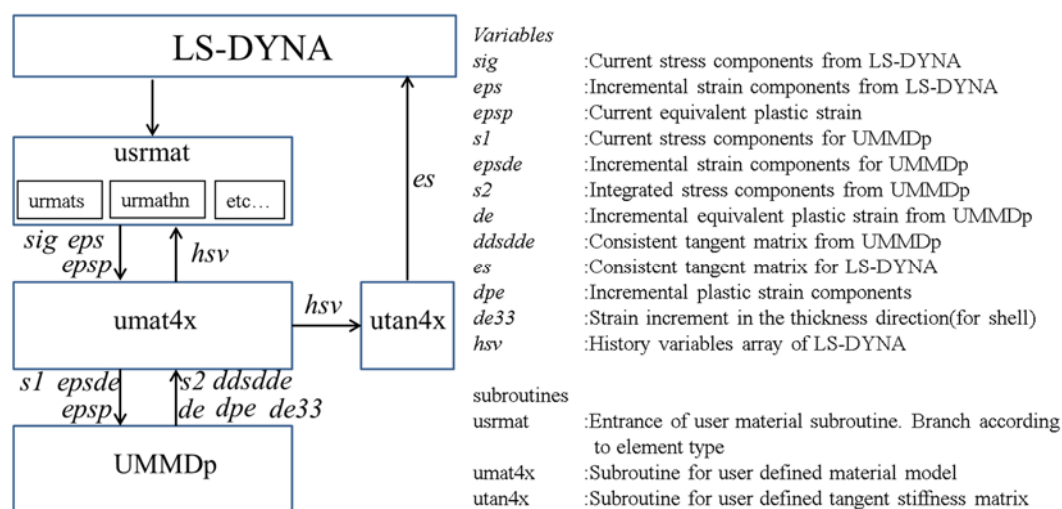 LS-DYNA
usrmat
urmats
urmathn
etc…
sig eps
epsp
hsv
es
umat4x
hsv
utan4x
s1 epsde
epsp
s2 ddsdde
de dpe de33
UMMDp
Variables
sig :Current stress components from LS-DYNA
eps :Incremental strain components from LS-DYNA
epsp :Current equivalent plastic strain
s1 :Current stress components for UMMDp
epsde :Incremental strain components for UMMDp
s2 :Integrated stress components from UMMDp
de :Incremental equivalent plastic strain from UMMDp
ddsdde :Consistent tangent matrix from UMMDp
es :Consistent tangent matrix for LS-DYNA
dpe :Incremental plastic strain components
de33 :Strain increment in the thickness direction(for shell)
hsv :History variables array of LS-DYNA
subroutines
usrmat :Entrance of user material subroutine. Branch according
to element type
umat4x :Subroutine for user defined material model
utan4x :Subroutine for user defined tangent stiffness matrix